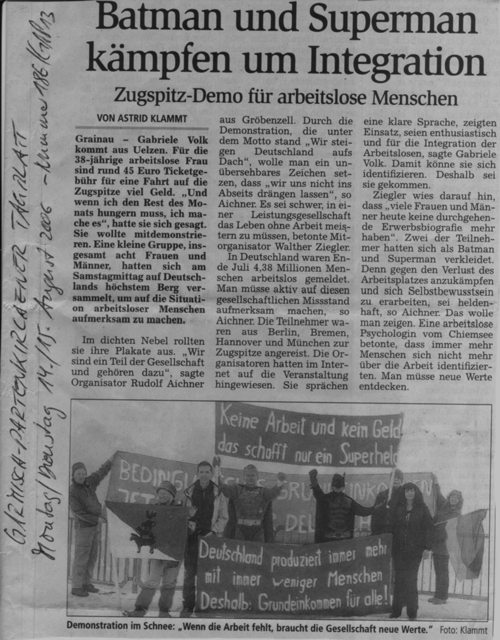 GARMISCH-PARTENKIRCHENER TAGBLATT
Montag/Dienstag 14./15. August 2006 - Nummer 186/
Batman und Superman
kämpfen um Integration
Zugspitz-Demo für arbeitslose Menschen
VON ASTRID KLAMMT
Grainau – Gabriele Volk
kommt aus Uelzen. Für die
38-jährige arbeitslose Frau
sind rund 45 Euro Ticketge-
bühr für eine Fahrt auf die
Zugspitze viel Geld. „Und
wenn ich den Rest des Mo-
nats hungern muss, ich ma-
che es“, hatte sie sich gesagt.
Sie wollte mitdemonstrie-
ren. Eine kleine Gruppe, ins-
gesamt acht Frauen und
Männer, hatten sich am
Samstagmittag auf Deutsch-
lands höchstem Berg ver-
sammelt, um auf die Situati-
on arbeitsloser Menschen
aufmerksam zu machen.
Im dichten Nebel rollten
sie ihre Plakate aus. „Wir
sind ein Teil der Gesellschaft
und gehören dazu“, sagte
Organisator Rudolf Aichner
aus Gröbenzell. Durch die
Demonstration, die unter
dem Motto stand „Wir stei-
gen Deutschland aufs
Dach“, wolle man ein un-
übersehbares Zeichen set-
zen, dass „wir uns nicht ins
Abseits drängen lassen“, so
Aichner. Es sei schwer, in ei-
ner Leistungsgesellschaft
das Leben ohne Arbeit meis-
tern zu müssen, betonte Mit-
organisator Walther Ziegler.
In Deutschland waren En-
de Juli 4,38 Millionen Men-
schen arbeitslos gemeldet.
Man müsse aktiv auf diesen
gesellschaftlichen Missstand
aufmerksam machen, so
Aichner. Die Teilnehmer wa-
ren aus Berlin, Bremen,
Hannover und München zur
Zugspitze angereist. Die Or-
ganisatoren hatten im Inter-
net auf die Veranstaltung
hingewiesen. Sie sprächen
eine klare Sprache, zeigten
Einsatz, seien enthusiastisch
und für die Integration der
Arbeitslosen, sagte Gabriele
Volk. Damit könne sie sich
identifizieren. Deshalb sei
sie gekommen.
Ziegler wies darauf hin,
dass „viele Frauen und Män-
ner heute keine durchgehen-
de Erwerbsbiografie mehr
haben“. Zwei der Teilneh-
mer hatten sich als Batman
und Superman verkleidet.
Denn gegen den Verlust des
Arbeitsplatzes anzukämpfen
und sich Selbstbewusstsein
zu erarbeiten, sei heldenhaft,
so Aichner. Das wolle
man zeigen. Eine arbeitslose
Psychologin vom Chiemsee
betonte, dass immer mehr
Menschen sich nicht mehr
über die Arbeit identifizier-
ten. Man müsse neue Werte
entdecken.
Keine Arbeit und kein Geld
das schafft nur ein Superheld
Deutschland produziert immer mehr
mit immer weniger Menschen
Deshalb: Grundeinkommen für alle!
Demonstration im Schnee: „Wenn die Arbeit fehlt, braucht die Gesellschaft neue Werte.“ Foto: Klammt